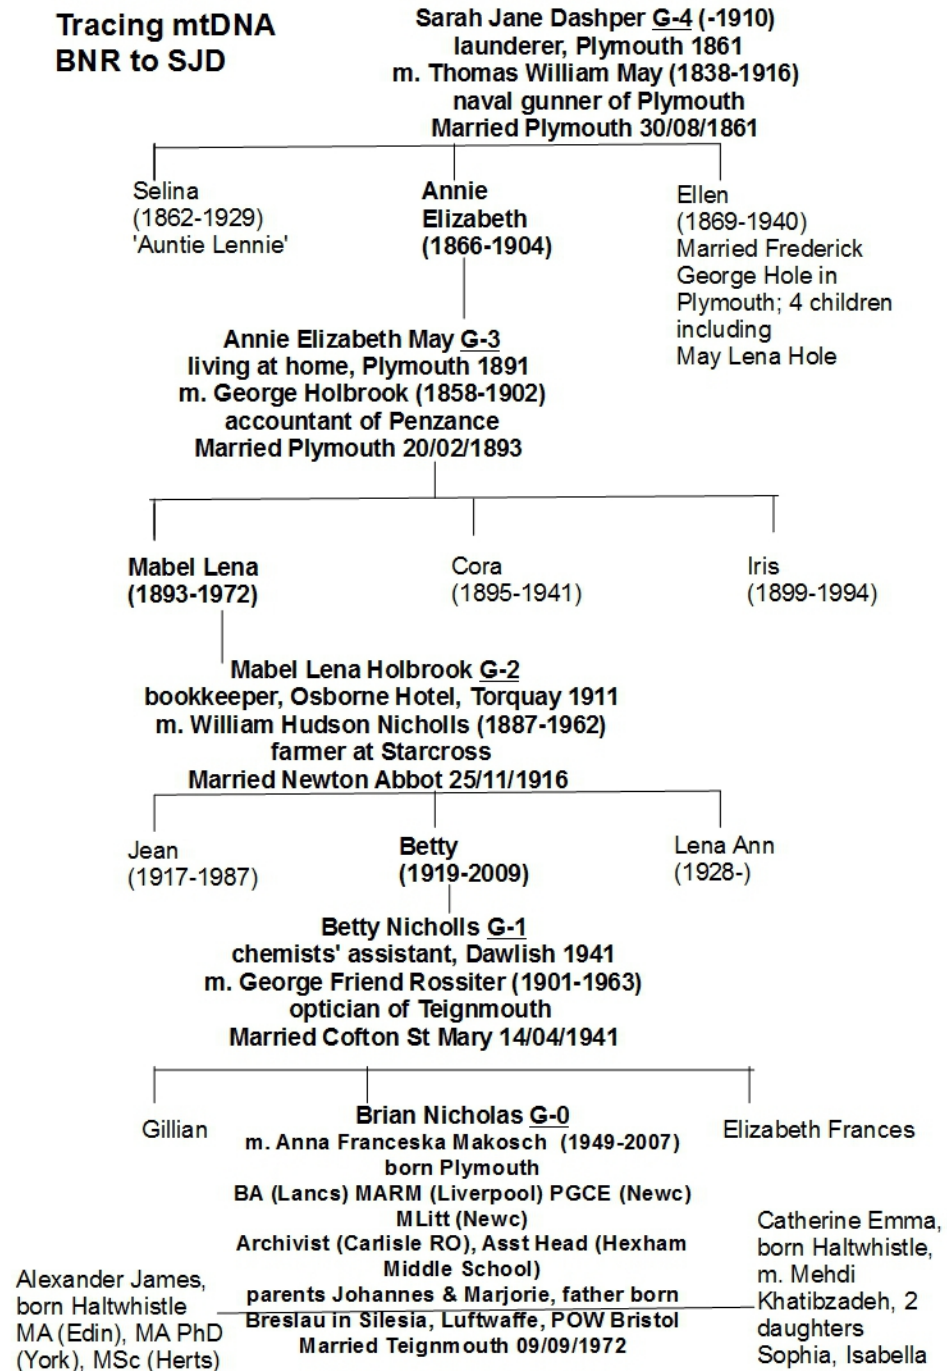 Tracing mtDNA
BNR to SJD
Sarah Jane Dashper G-4 (-1910)
launderer, Plymouth 1861
m. Thomas William May (1838-1916)
naval gunner of Plymouth
Married Plymouth 30/08/1861
Selina
(1862-1929)
'Auntie Lennie'
Annie
Elizabeth
(1866-1904)
Ellen
(1869-1940)
Married Frederick
George Hole in
Plymouth; 4 children
including
May Lena Hole
Annie Elizabeth May G-3
living at home, Plymouth 1891
m. George Holbrook (1858-1902)
accountant of Penzance
Married Plymouth 20/02/1893
Mabel Lena
(1893-1972)
Cora
(1895-1941)
Iris
(1899-1994)
Mabel Lena Holbrook G-2
bookkeeper, Osborne Hotel, Torquay 1911
m. William Hudson Nicholls (1887-1962)
farmer at Starcross
Married Newton Abbot 25/11/1916
Jean
(1917-1987)
Betty
(1919-2009)
Lena Ann
(1928-)
Betty Nicholls G-1
chemists' assistant, Dawlish 1941
m. George Friend Rossiter (1901-1963)
optician of Teignmouth
Married Cofton St Mary 14/04/1941
Gillian
Brian Nicholas G-0
m. Anna Franceska Makosch (1949-2007)
born Plymouth
BA (Lancs) MARM (Liverpool) PGCE (Newc)
MLitt (Newc)
Archivist (Carlisle RO), Asst Head (Hexham
Middle School)
parents Johannes & Marjorie, father born
Breslau in Silesia, Luftwaffe, POW Bristol
Married Teignmouth 09/09/1972
Elizabeth Frances
Alexander James,
born Haltwhistle
MA (Edin), MA PhD
(York), MSc (Herts)
Catherine Emma,
born Haltwhistle,
m. Mehdi
Khatibzadeh, 2
daughters
Sophia, Isabella